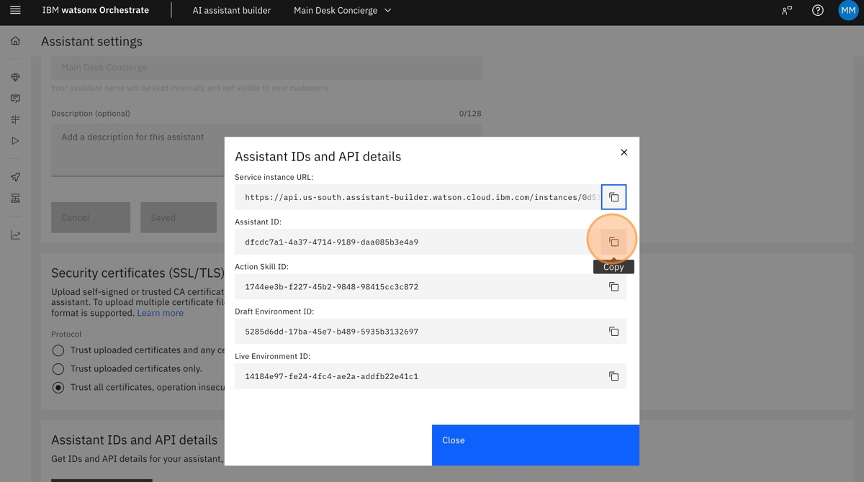 IBM watsonx Orchestrate
AI assistant builder
Main Desk Concierge
MM
Assistant settings
Main Desk Concierge
Your assistant name will be kept internally and not visible to your customers.
Description (optional)
0/128
Add a description for this assistant
Cancel
Saved
Security certificates (SSL/TLS)
Upload self-signed or trusted CA certificat
assistant. To upload multiple certificate fil
format is supported. Learn more
Protocol
Trust uploaded certificates and any ce
Trust uploaded certificates only.
Trust all certificates, operation insecu
Assistant IDs and API details
Get IDs and API details for your assistant,
Assistant IDs and API details
Service instance URL:
https://api.us-south.assistant-builder.watson.cloud.ibm.com/instances/0d5
Assistant ID:
dfcdc7a1-4a37-4714-9189-daa085b3e4a9
Copy
Action Skill ID:
1744ee3b-f227-45b2-9848-98415cc3c872
Draft Environment ID:
5285d6dd-17ba-45e7-b489-5935b3132697
Live Environment ID:
14184e97-fe24-4fc4-ae2a-addfb22e41c1
Close